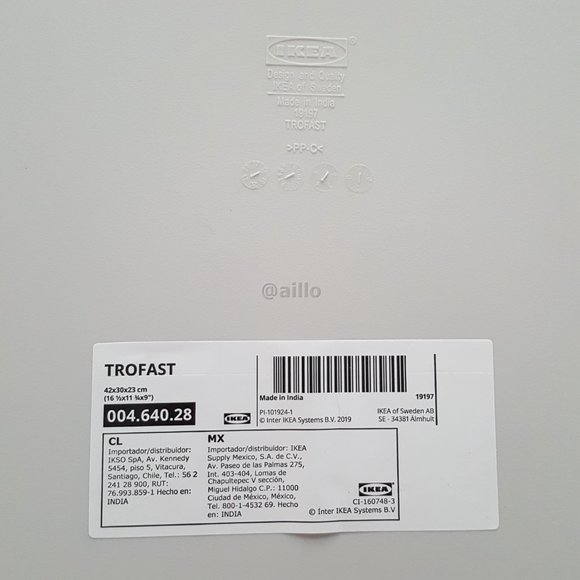 IKEA®
Design and Quality
IKEA of Sweden
Made in India
19197
TROFAST
>PP-C<
@aillo
TROFAST
42x30x23 cm
(16 ½x11 ¾x9")
004.640.28
IKEA
Made in India
19197
PI-101924-1
© Inter IKEA Systems B.V. 2019
IKEA of Sweden AB
SE - 34381 Älmhult
CL
Importador/distribuidor:
IKSO SpA, Av. Kennedy
5454, piso 5, Vitacura,
Santiago, Chile, Tel.: 56 2
241 28 900, RUT:
76.993.859-1 Hecho en:
INDIA
MX
Importador/distribuidor: IKEA
Supply Mexico, S.A. de C.V.,
Av. Paseo de las Palmas 275,
Int. 403-404, Lomas de
Chapultepec V sección,
Miguel Hidalgo C.P.: 11000
Ciudad de México, México,
Tel. 800-1-4532 69. Hecho
en: INDIA
IKEA
CI-160748-3
© Inter IKEA Systems B.V